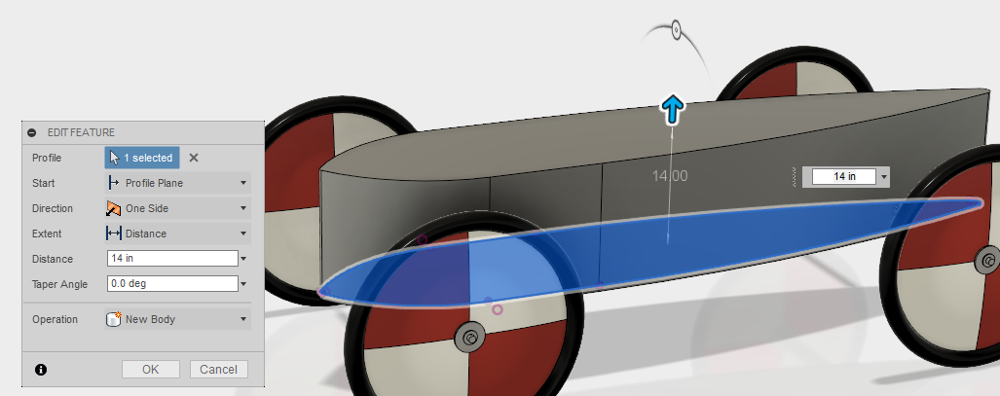 EDIT FEATURE
Profile 1 selected
Start Profile Plane
Direction One Side
Extent Distance
Distance 14 in
Taper Angle 0.0 deg
Operation New Body
OK Cancel
14.00
14 in